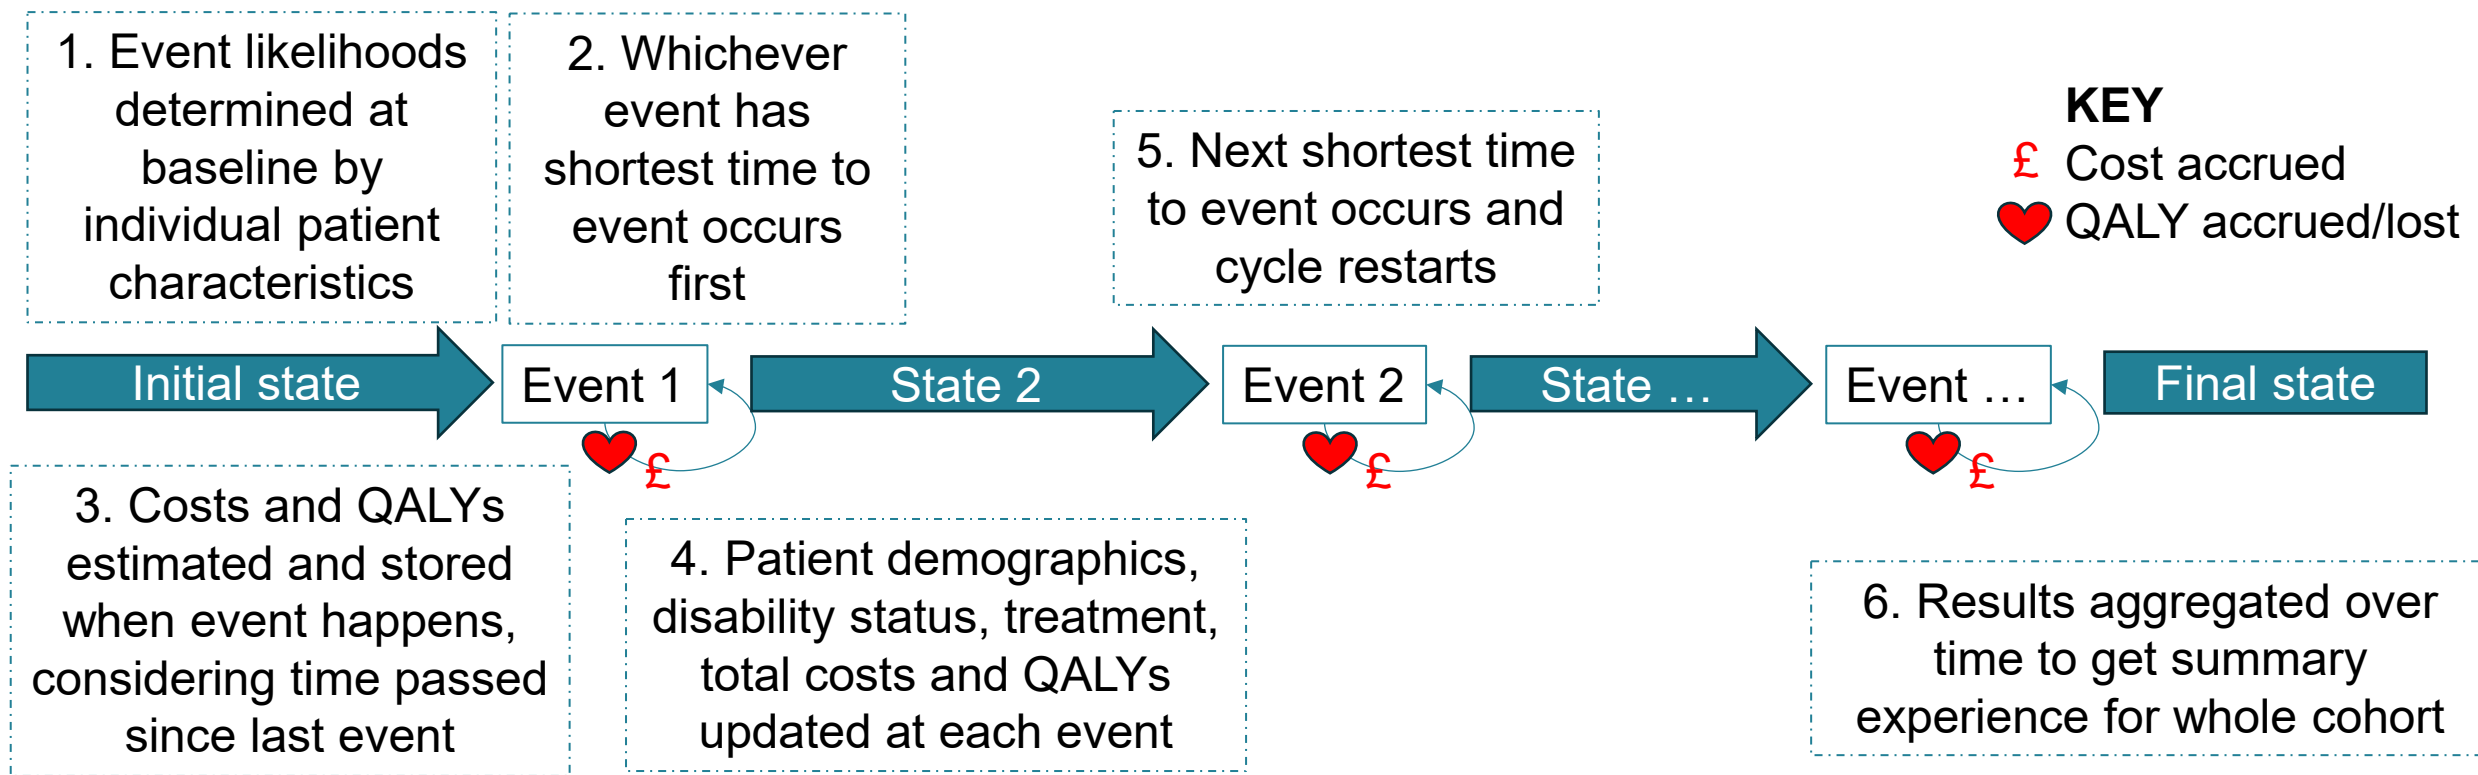 1. Event likelihoods
determined at
baseline by
individual patient
characteristics
2. Whichever
event has
shortest time to
event occurs
first
5. Next shortest time
to event occurs and
cycle restarts
KEY
£ Cost accrued
QALY accrued/lost
Initial state
Event 1
State 2
Event 2
State …
Event …
Final state
£
£
£
3. Costs and QALYs
estimated and stored
when event happens,
considering time passed
since last event
4. Patient demographics,
disability status, treatment,
total costs and QALYs
updated at each event
6. Results aggregated over
time to get summary
experience for whole cohort